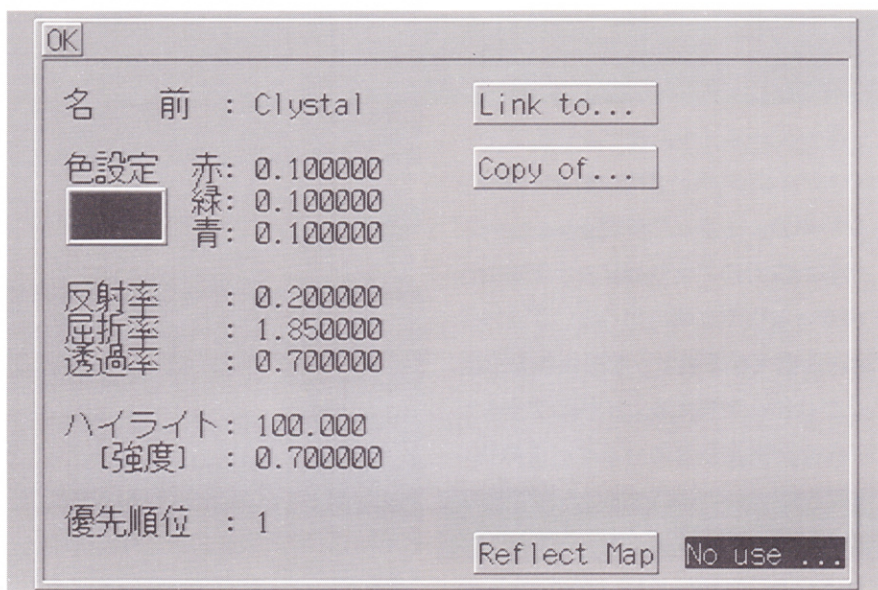 OK
名　前 : Clystal
Link to...
色設定 赤: 0.100000
Copy of...
緑: 0.100000
青: 0.100000
反射率 : 0.200000
屈折率 : 1.850000
透過率 : 0.700000
ハイライト: 100.000
[強度] : 0.700000
優先順位 : 1
Reflect Map
No use ...